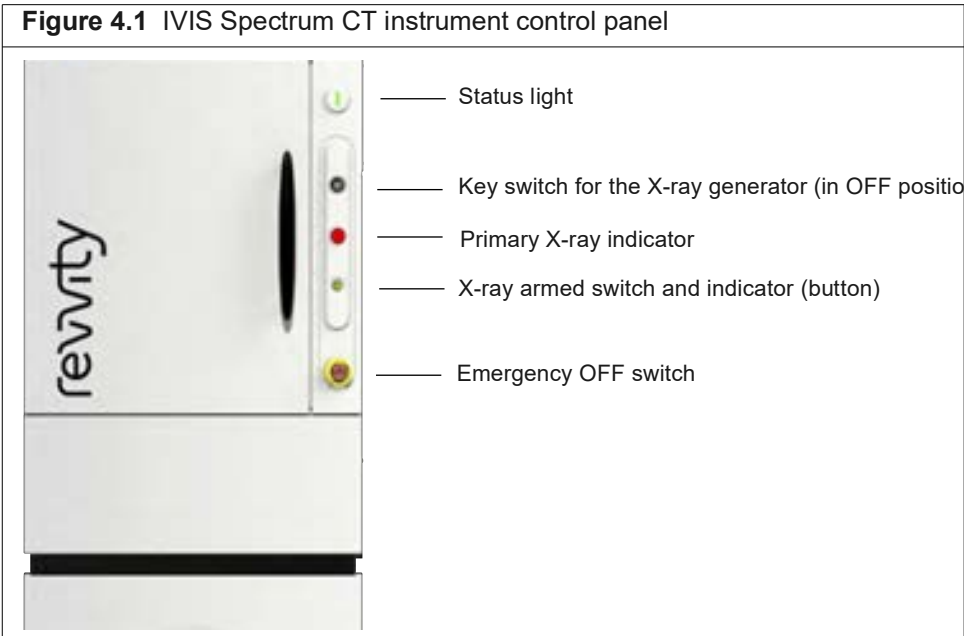 Figure 4.1 IVIS Spectrum CT instrument control panel
Status light
Key switch for the X-ray generator (in OFF positio
Primary X-ray indicator
X-ray armed switch and indicator (button)
Emergency OFF switch
revvity